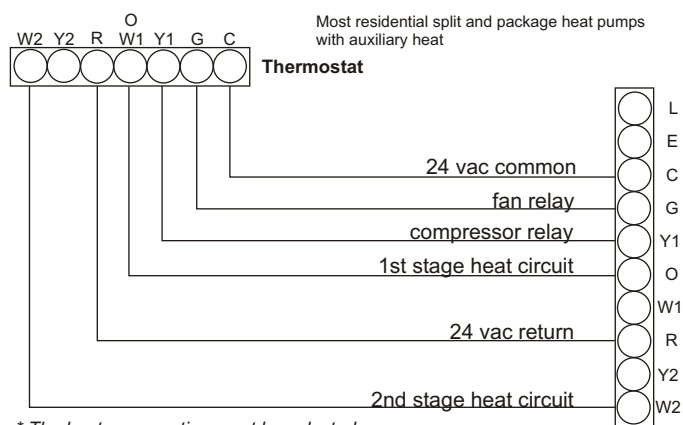 Most residential split and package heat pumps
with auxiliary heat
O
W2 Y2 R W1 Y1 G C
Thermostat
L
E
24 vac common C
fan relay G
compressor relay Y1
1st stage heat circuit O
W1
24 vac return R
Y2
2nd stage heat circuit W2